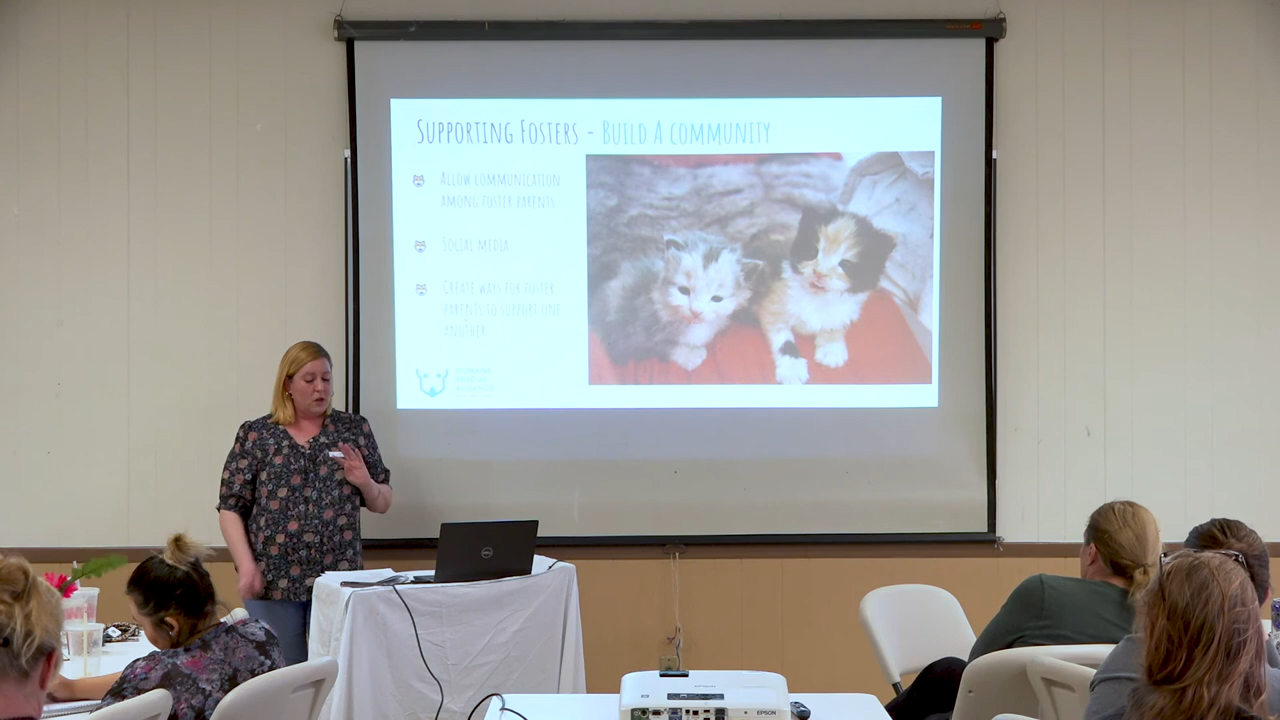 Supporting Fosters - Build A community
Allow communication
among foster parents
Social media
Create ways for foster
parents to support one
another
EPSON
DELL